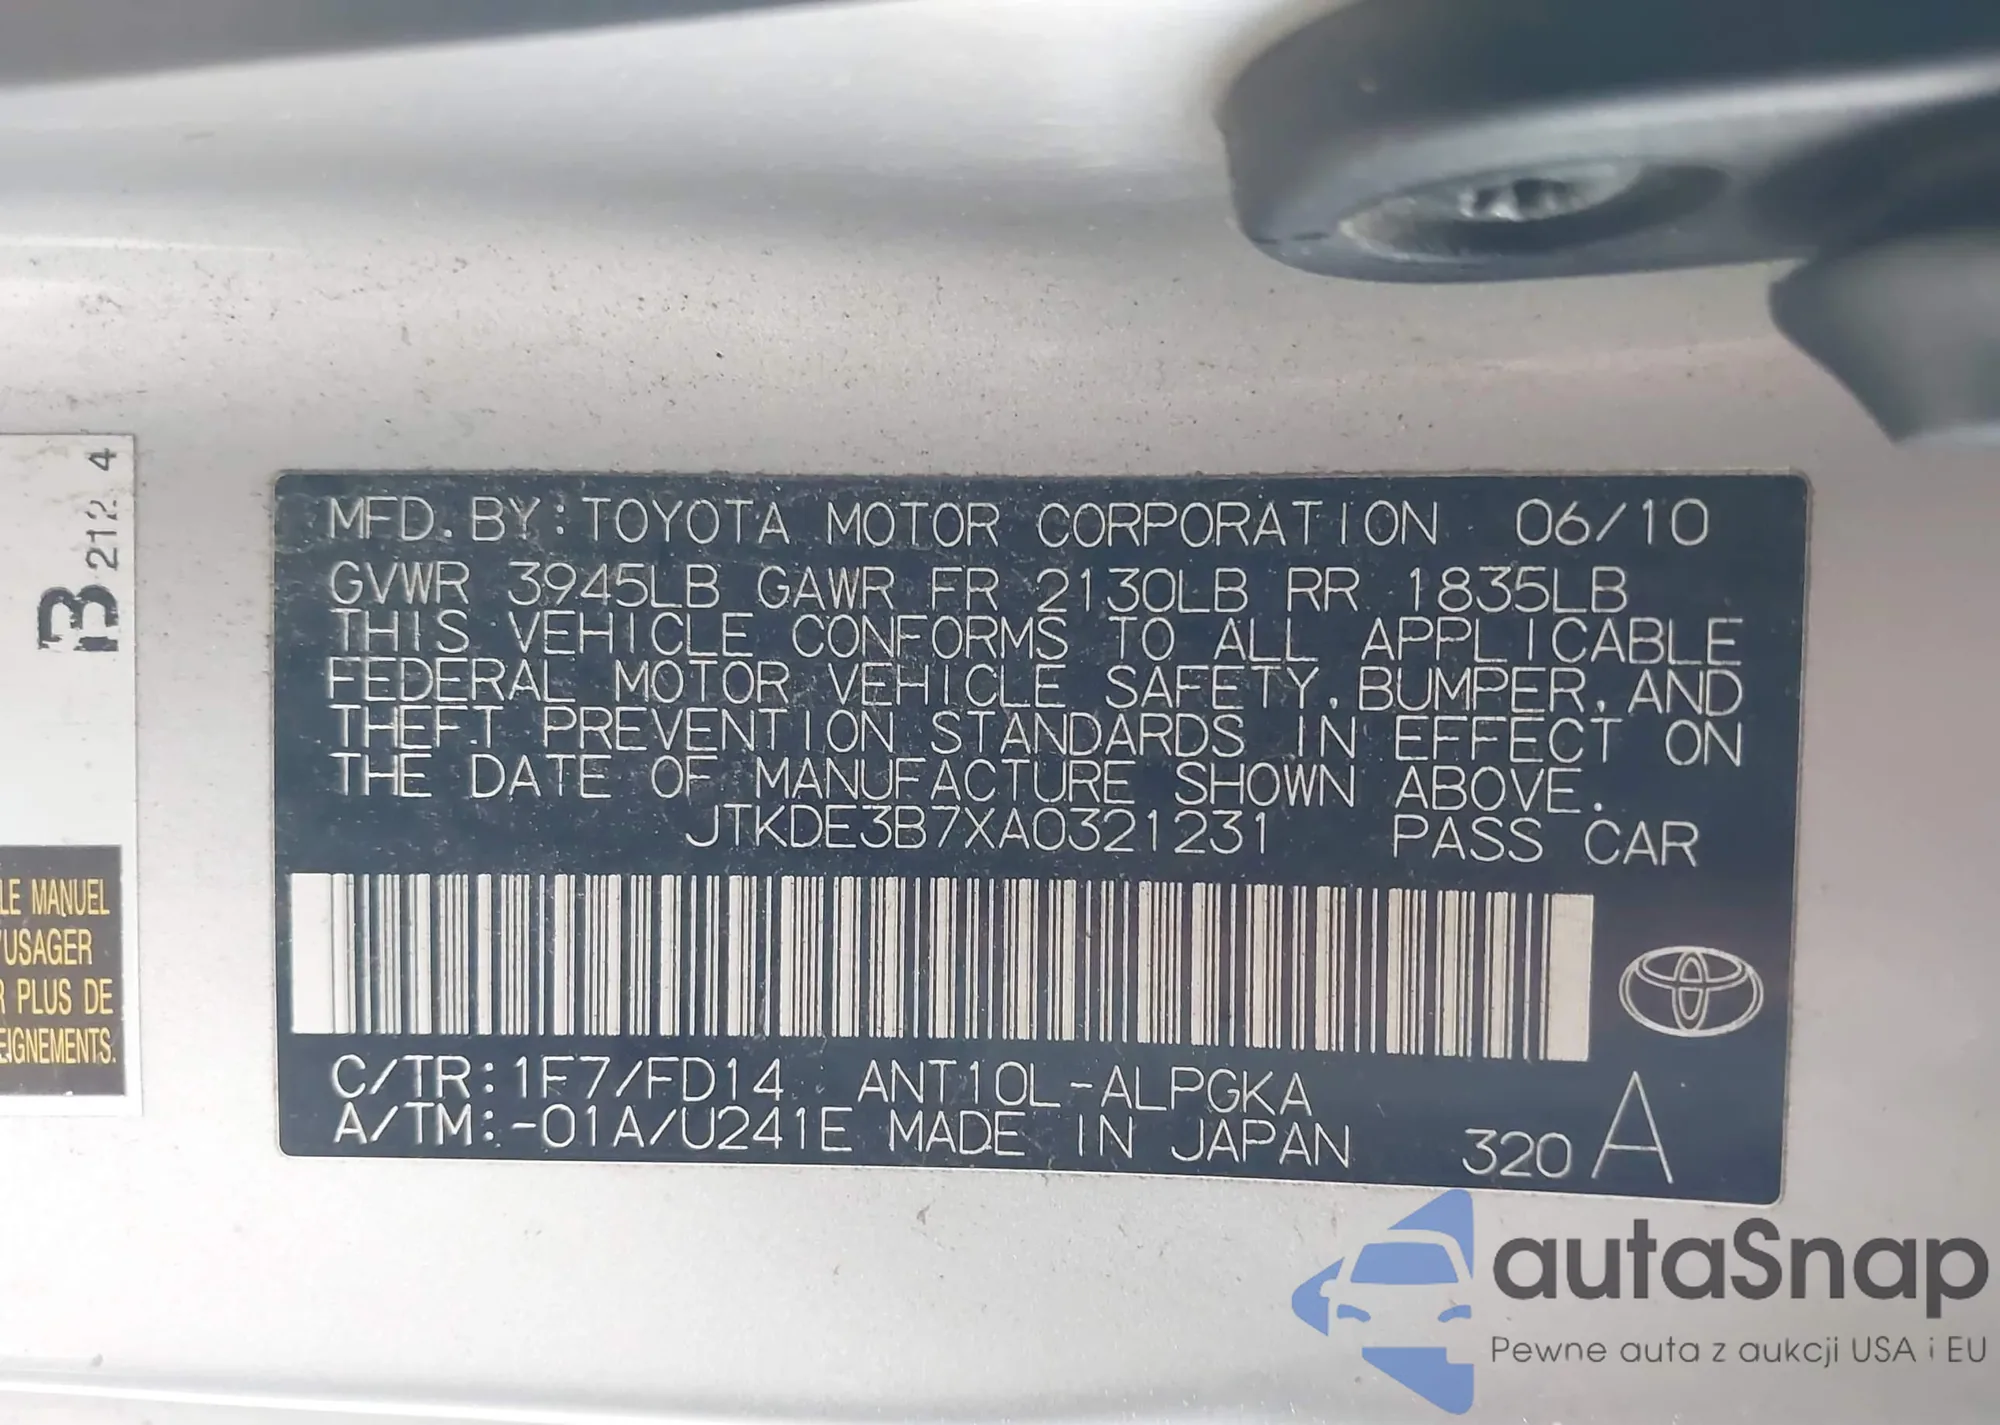 MFD. BY: TOYOTA MOTOR CORPORATION 06/10
GVWR 3945LB GAWR FR 2130LB RR 1835LB
THIS VEHICLE CONFORMS TO ALL APPLICABLE
FEDERAL MOTOR VEHICLE SAFETY, BUMPER, AND
THEFT PREVENTION STANDARDS IN EFFECT ON
THE DATE OF MANUFACTURE SHOWN ABOVE.
JTKDE3B7XA0321231 PASS CAR
C/TR: 1F7/FD14 ANT10L-ALPGKA
A/TM: -01A/U241E MADE IN JAPAN 320 A
B 212 4
LE MANUEL
'USAGER
R PLUS DE
EIGNEMENTS.
autaSnap
Pewne auta z aukcji USA i EU